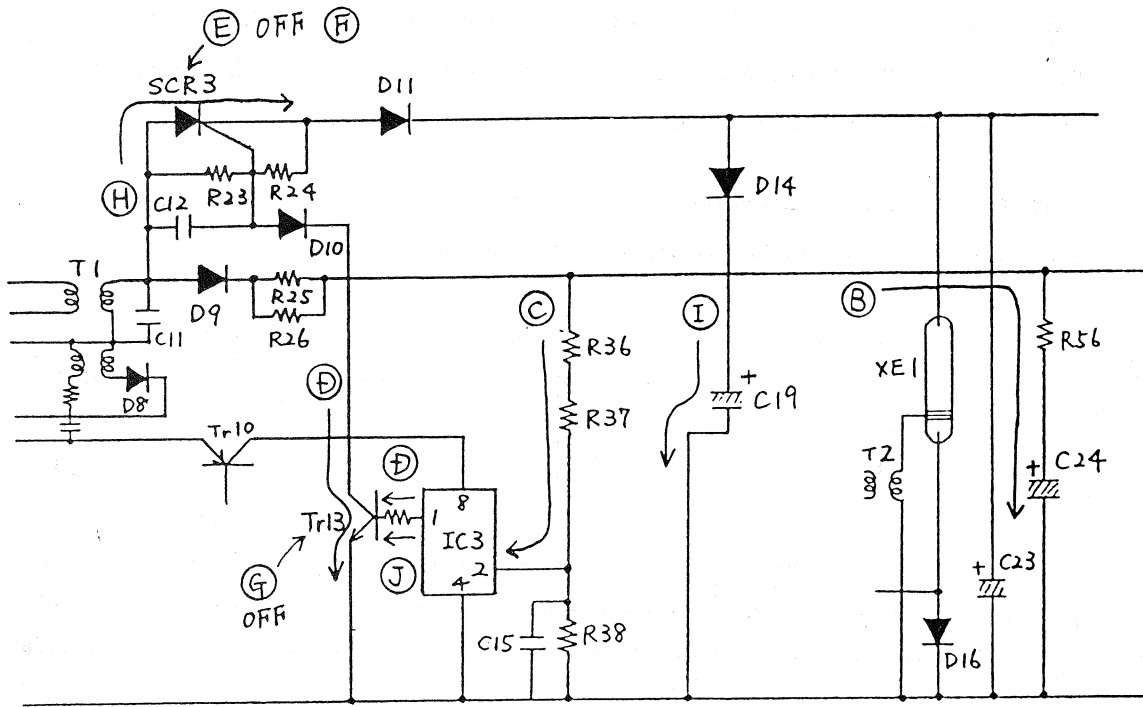 Ⓔ OFF Ⓕ
SCR3
D11
R23
R24
Ⓗ
C12
D10
D14
T1
D9
R25
R26
C11
Ⓒ
Ⓘ
Ⓑ
R36
R56
D8
Ⓓ
R37
+
C19
XE1
Tr10
Ⓓ
T2
+
C24
8
Tr13
1
IC3
2
4
Ⓙ
Ⓖ
OFF
+
C23
C15
R38
D16